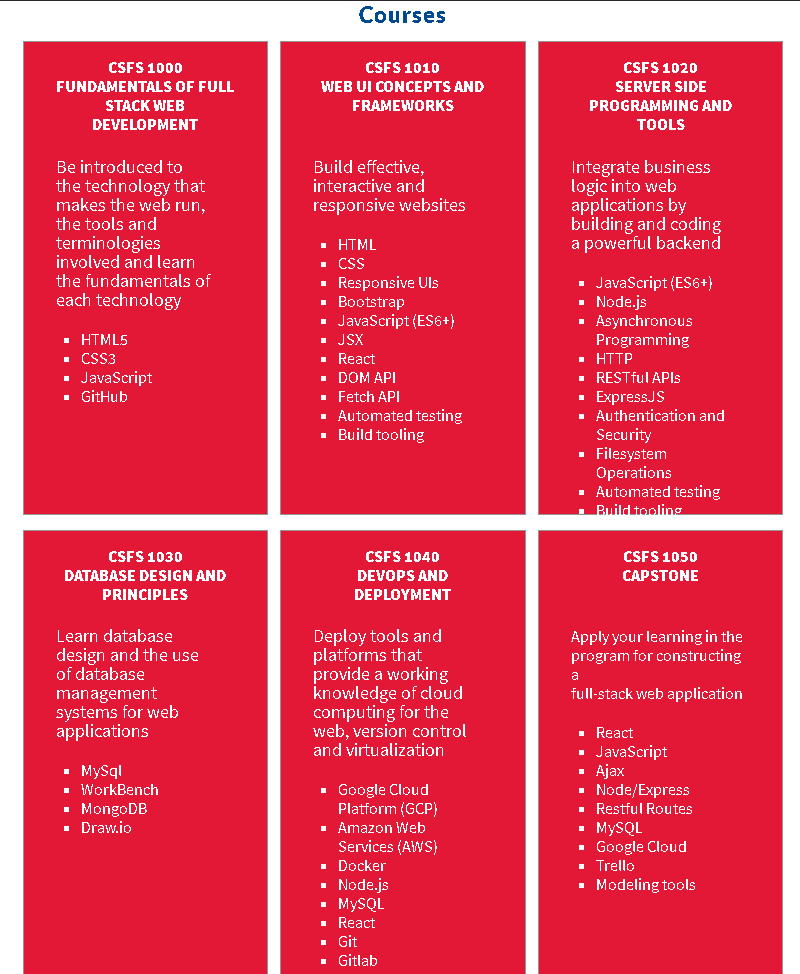 Courses
CSFS 1000
FUNDAMENTALS OF FULL
STACK WEB
DEVELOPMENT
Be introduced to
the technology that
makes the web run,
the tools and
terminologies
involved and learn
the fundamentals of
each technology
▪ HTML5
▪ CSS3
▪ JavaScript
▪ GitHub
CSFS 1010
WEB UI CONCEPTS AND
FRAMEWORKS
Build effective,
interactive and
responsive websites
▪ HTML
▪ CSS
▪ Responsive UIs
▪ Bootstrap
▪ JavaScript (ES6+)
▪ JSX
▪ React
▪ DOM API
▪ Fetch API
▪ Automated testing
▪ Build tooling
CSFS 1020
SERVER SIDE
PROGRAMMING AND
TOOLS
Integrate business
logic into web
applications by
building and coding
a powerful backend
▪ JavaScript (ES6+)
▪ Node.js
▪ Asynchronous
Programming
▪ HTTP
▪ RESTful APIs
▪ ExpressJS
▪ Authentication and
Security
▪ Filesystem
Operations
▪ Automated testing
▪ Build tooling
CSFS 1030
DATABASE DESIGN AND
PRINCIPLES
Learn database
design and the use
of database
management
systems for web
applications
▪ MySql
▪ WorkBench
▪ MongoDB
▪ Draw.io
CSFS 1040
DEVOPS AND
DEPLOYMENT
Deploy tools and
platforms that
provide a working
knowledge of cloud
computing for the
web, version control
and virtualization
▪ Google Cloud
Platform (GCP)
▪ Amazon Web
Services (AWS)
▪ Docker
▪ Node.js
▪ MySQL
▪ React
▪ Git
▪ Gitlab
CSFS 1050
CAPSTONE
Apply your learning in the
program for constructing
a
full-stack web application
▪ React
▪ JavaScript
▪ Ajax
▪ Node/Express
▪ Restful Routes
▪ MySQL
▪ Google Cloud
▪ Trello
▪ Modeling tools